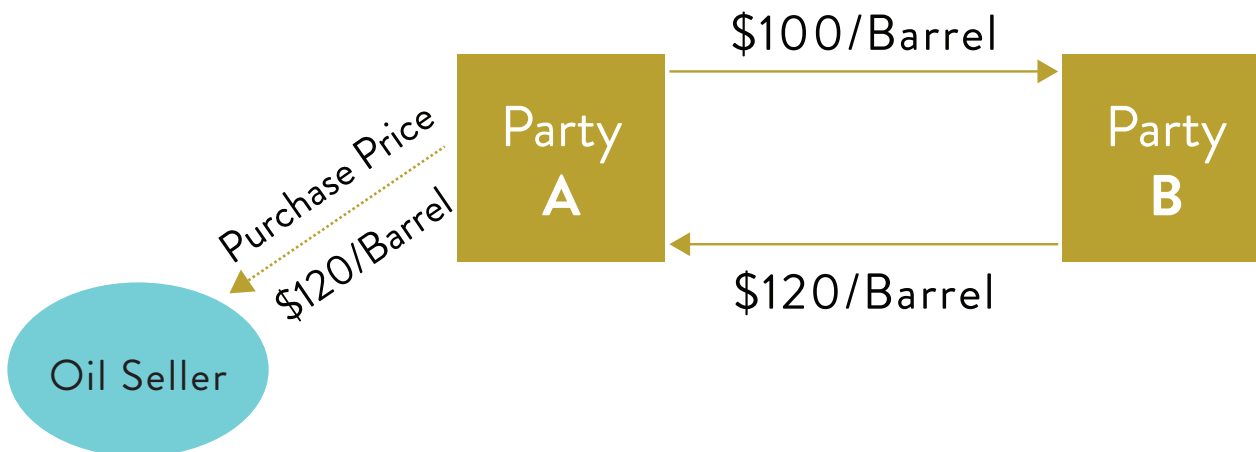 $100/Barrel
Party
A
Party
B
Purchase Price
$120/Barrel
$120/Barrel
Oil Seller